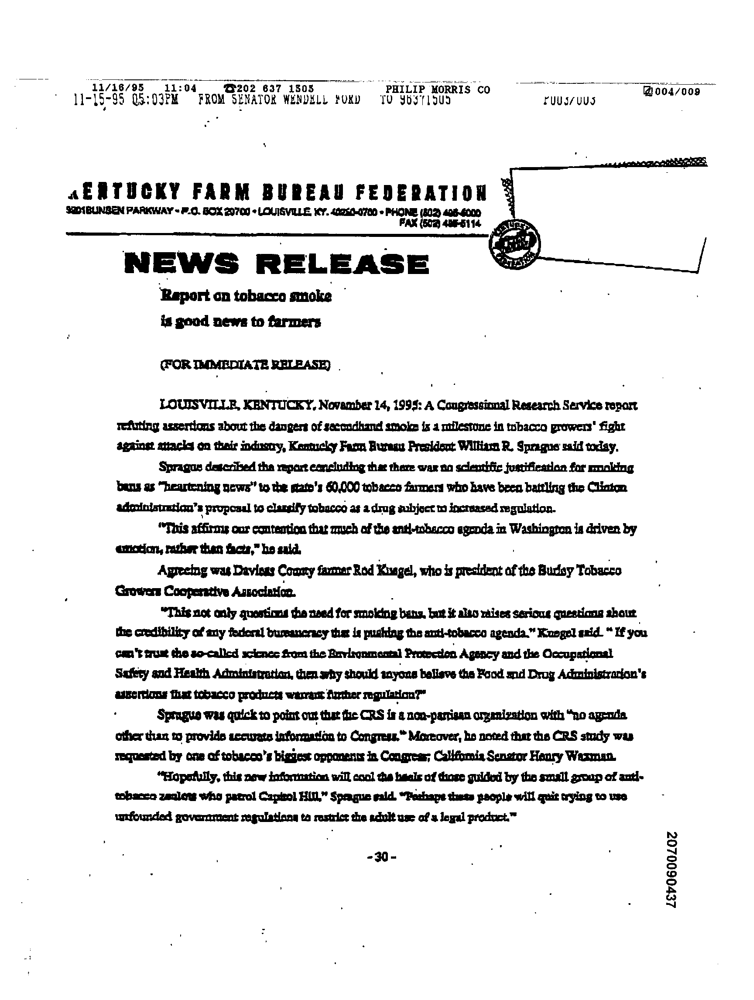 11/16/95 11:04 ☎202 637 1505 PHILIP MORRIS CO 004/009
11-15-95 05:03PM FROM SENATOR WENDELL FORD TO 96371505 P003/003
KENTUCKY FARM BUREAU FEDERATION
9201 BUNSEN PARKWAY • P.O. BOX 20700 • LOUISVILLE, KY. 40250-0700 • PHONE (502) 495-5000
FAX (502) 495-5114
NEWS RELEASE
Report on tobacco smoke
is good news to farmers
(FOR IMMEDIATE RELEASE)
LOUISVILLE, KENTUCKY, November 14, 1995: A Congressional Research Service report
refuting assertions about the dangers of secondhand smoke is a milestone in tobacco growers' fight
against attacks on their industry, Kentucky Farm Bureau President William R. Sprague said today.
Sprague described the report concluding that there was no scientific justification for smoking
bans as "heartening news" to the state's 60,000 tobacco farmers who have been battling the Clinton
administration's proposal to classify tobacco as a drug subject to increased regulation.
"This affirms our contention that much of the anti-tobacco agenda in Washington is driven by
emotion, rather than facts," he said.
Agreeing was Daviess County farmer Rod Kuegel, who is president of the Burley Tobacco
Growers Cooperative Association.
"This not only questions the need for smoking bans, but it also raises serious questions about
the credibility of any federal bureaucracy that is pushing the anti-tobacco agenda." Kuegel said. " If you
can't trust the so-called science from the Environmental Protection Agency and the Occupational
Safety and Health Administration, then why should anyone believe the Food and Drug Administration's
assertions that tobacco products warrant further regulation?"
Sprague was quick to point out that the CRS is a non-partisan organization with "no agenda
other than to provide accurate information to Congress." Moreover, he noted that the CRS study was
requested by one of tobacco's biggest opponents in Congress; California Senator Henry Waxman.
"Hopefully, this new information will cool the heels of those guided by the small group of anti-
tobacco zealots who patrol Capitol Hill," Sprague said. "Perhaps these people will quit trying to use
unfounded government regulations to restrict the adult use of a legal product."
- 30 -
2070090437